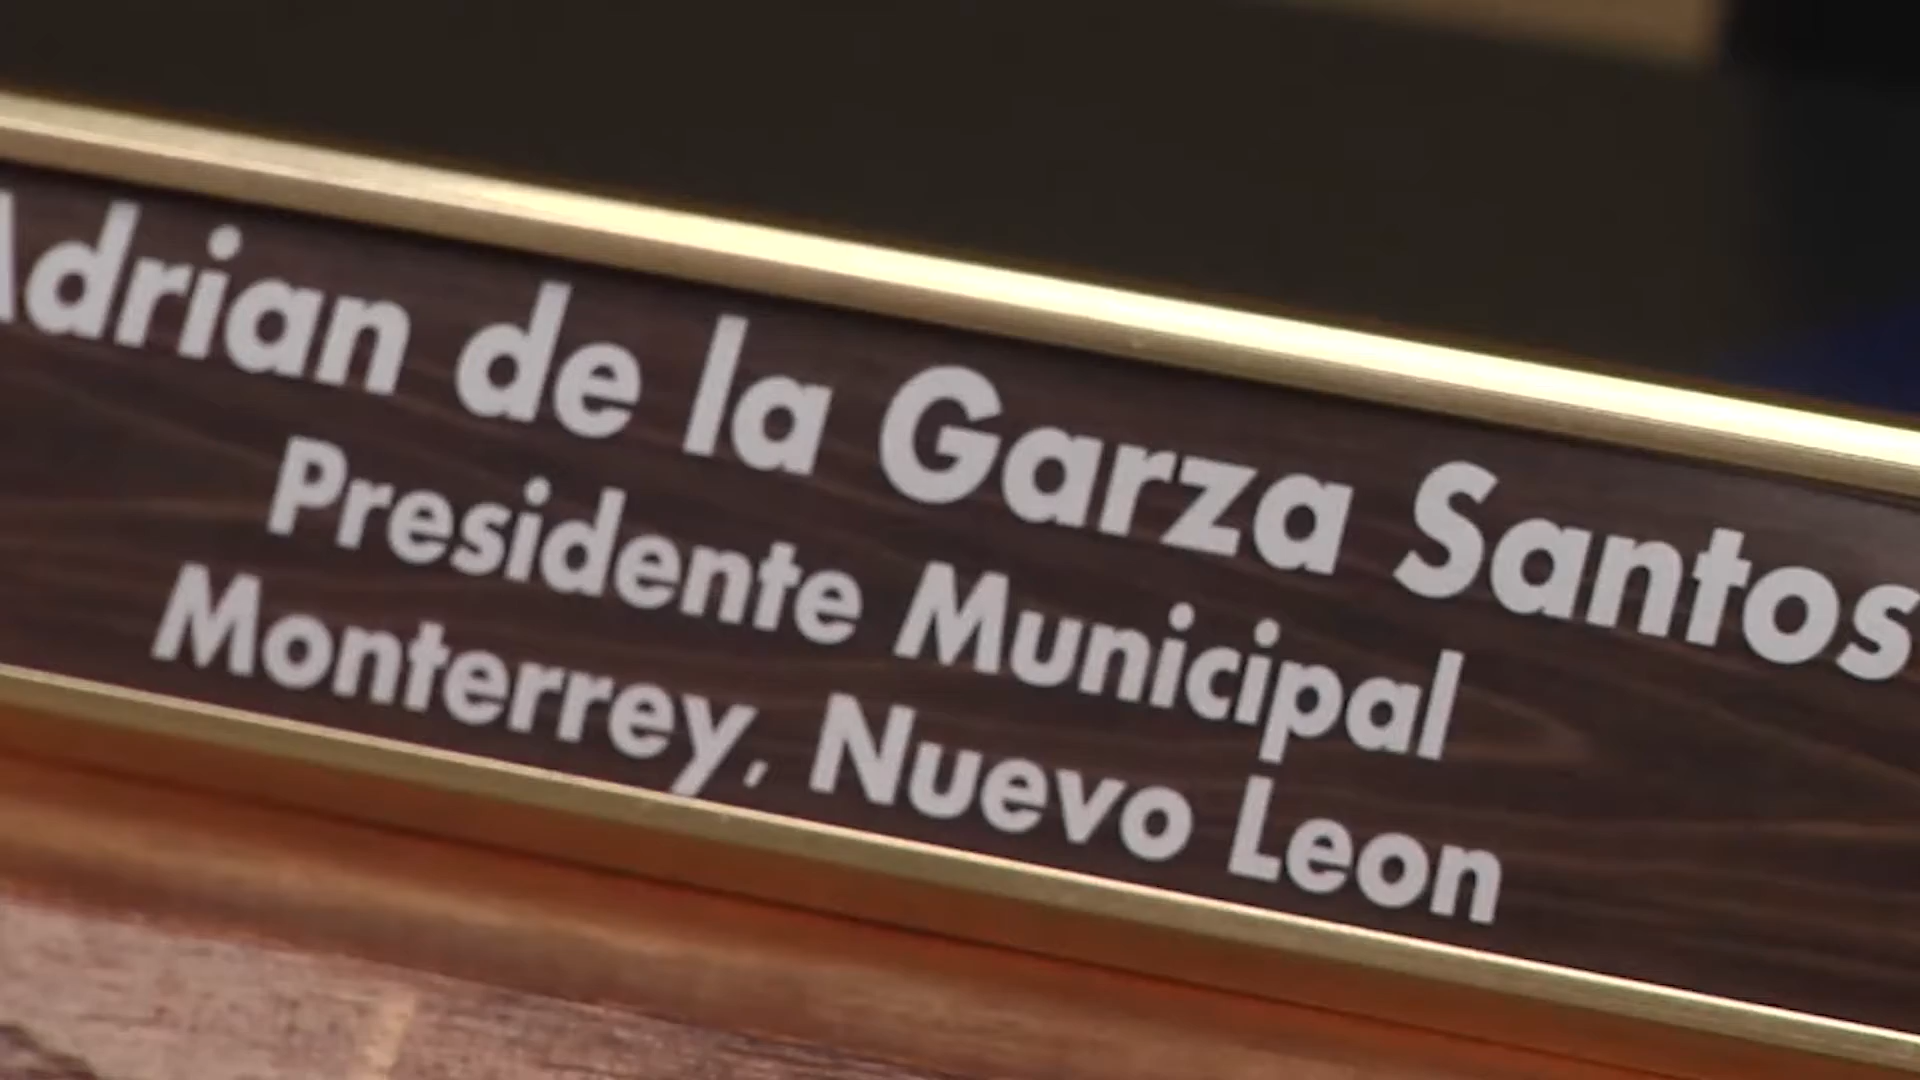 Adrian de la Garza Santos
Presidente Municipal
Monterrey, Nuevo Leon